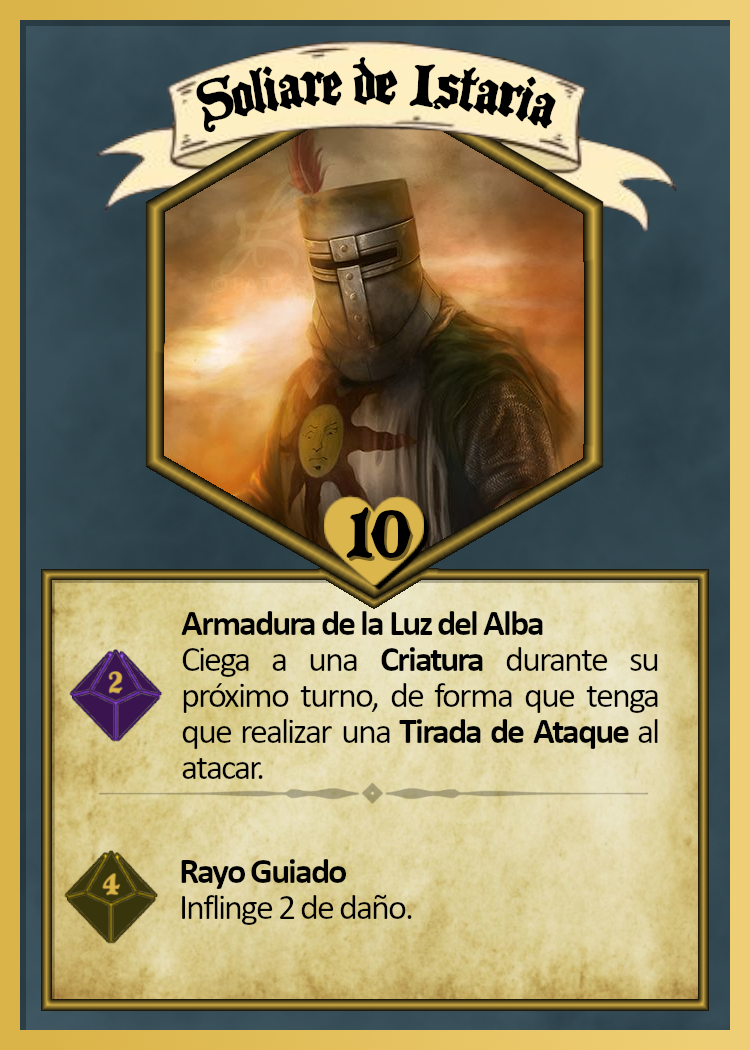 Soliare de Istaria
10
2
Armadura de la Luz del Alba
Ciega a una Criatura durante su
próximo turno, de forma que tenga
que realizar una Tirada de Ataque al
atacar.
4
Rayo Guiado
Inflinge 2 de daño.